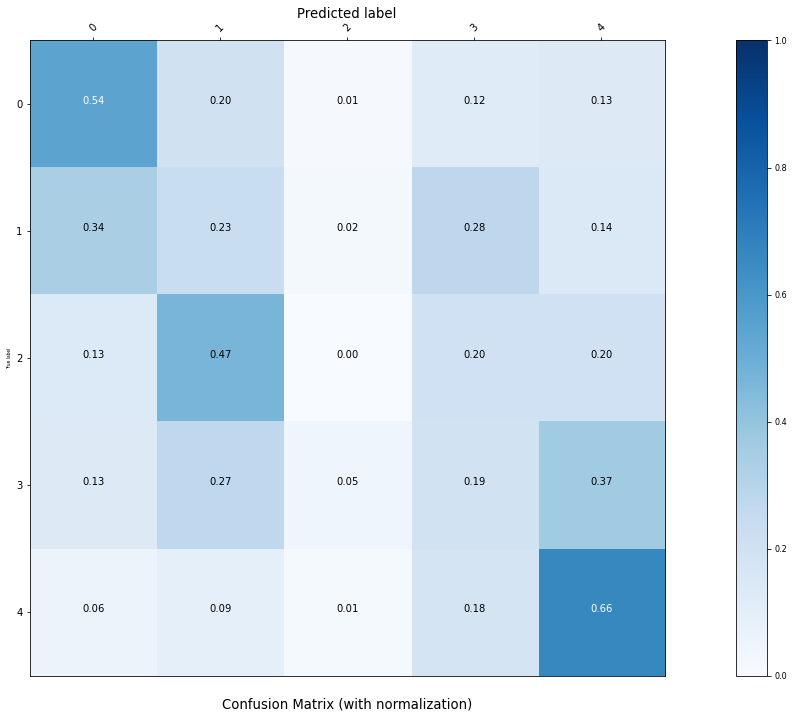 Predicted label
0 1 2 3 4
1.0
0 0.54 0.20 0.01 0.12 0.13
0.8
1 0.34 0.23 0.02 0.28 0.14
0.6
True label
2 0.13 0.47 0.00 0.20 0.20
0.4
3 0.13 0.27 0.05 0.19 0.37
0.2
4 0.06 0.09 0.01 0.18 0.66
0.0
Confusion Matrix (with normalization)